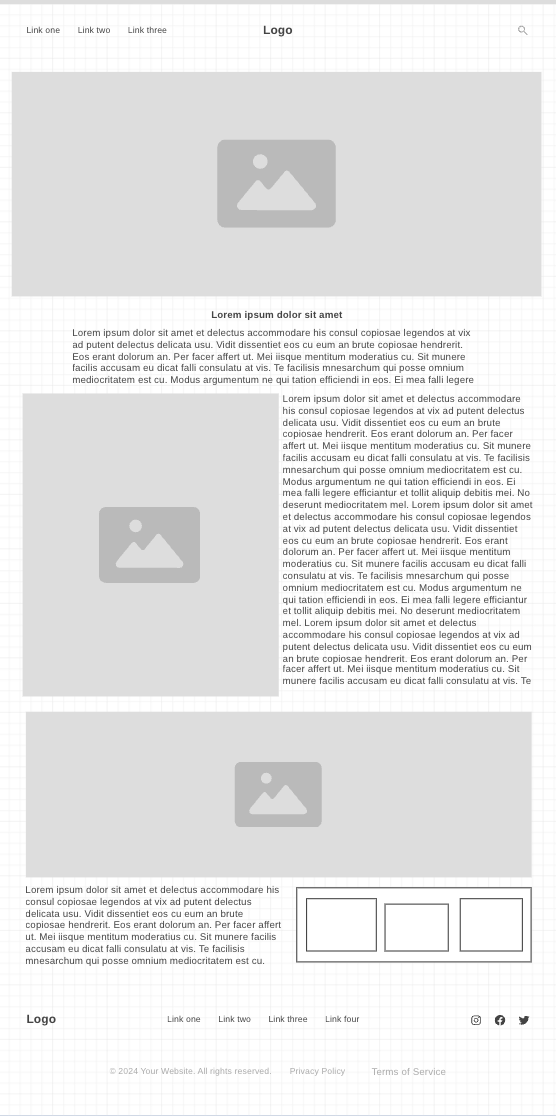 Link one Link two Link three Logo
Lorem ipsum dolor sit amet
Lorem ipsum dolor sit amet et delectus accommodare his consul copiosae legendos at vix
ad putent delectus delicata usu. Vidit dissentiet eos cu eum an brute copiosae hendrerit.
Eos erant dolorum an. Per facer affert ut. Mei iisque mentitum moderatius cu. Sit munere
facilis accusam eu dicat falli consulatu at vis. Te facilisis mnesarchum qui posse omnium
mediocritatem est cu. Modus argumentum ne qui tation efficiendi in eos. Ei mea falli legere
Lorem ipsum dolor sit amet et delectus accommodare
his consul copiosae legendos at vix ad putent delectus
delicata usu. Vidit dissentiet eos cu eum an brute
copiosae hendrerit. Eos erant dolorum an. Per facer
affert ut. Mei iisque mentitum moderatius cu. Sit munere
facilis accusam eu dicat falli consulatu at vis. Te facilisis
mnesarchum qui posse omnium mediocritatem est cu.
Modus argumentum ne qui tation efficiendi in eos. Ei
mea falli legere efficiantur et tollit aliquip debitis mei. No
deserunt mediocritatem mel. Lorem ipsum dolor sit amet
et delectus accommodare his consul copiosae legendos
at vix ad putent delectus delicata usu. Vidit dissentiet
eos cu eum an brute copiosae hendrerit. Eos erant
dolorum an. Per facer affert ut. Mei iisque mentitum
moderatius cu. Sit munere facilis accusam eu dicat falli
consulatu at vis. Te facilisis mnesarchum qui posse
omnium mediocritatem est cu. Modus argumentum ne
qui tation efficiendi in eos. Ei mea falli legere efficiantur
et tollit aliquip debitis mei. No deserunt mediocritatem
mel. Lorem ipsum dolor sit amet et delectus
accommodare his consul copiosae legendos at vix ad
putent delectus delicata usu. Vidit dissentiet eos cu eum
an brute copiosae hendrerit. Eos erant dolorum an. Per
facer affert ut. Mei iisque mentitum moderatius cu. Sit
munere facilis accusam eu dicat falli consulatu at vis. Te
Lorem ipsum dolor sit amet et delectus accommodare his
consul copiosae legendos at vix ad putent delectus
delicata usu. Vidit dissentiet eos cu eum an brute
copiosae hendrerit. Eos erant dolorum an. Per facer affert
ut. Mei iisque mentitum moderatius cu. Sit munere facilis
accusam eu dicat falli consulatu at vis. Te facilisis
mnesarchum qui posse omnium mediocritatem est cu.
Logo Link one Link two Link three Link four
© 2024 Your Website. All rights reserved. Privacy Policy Terms of Service